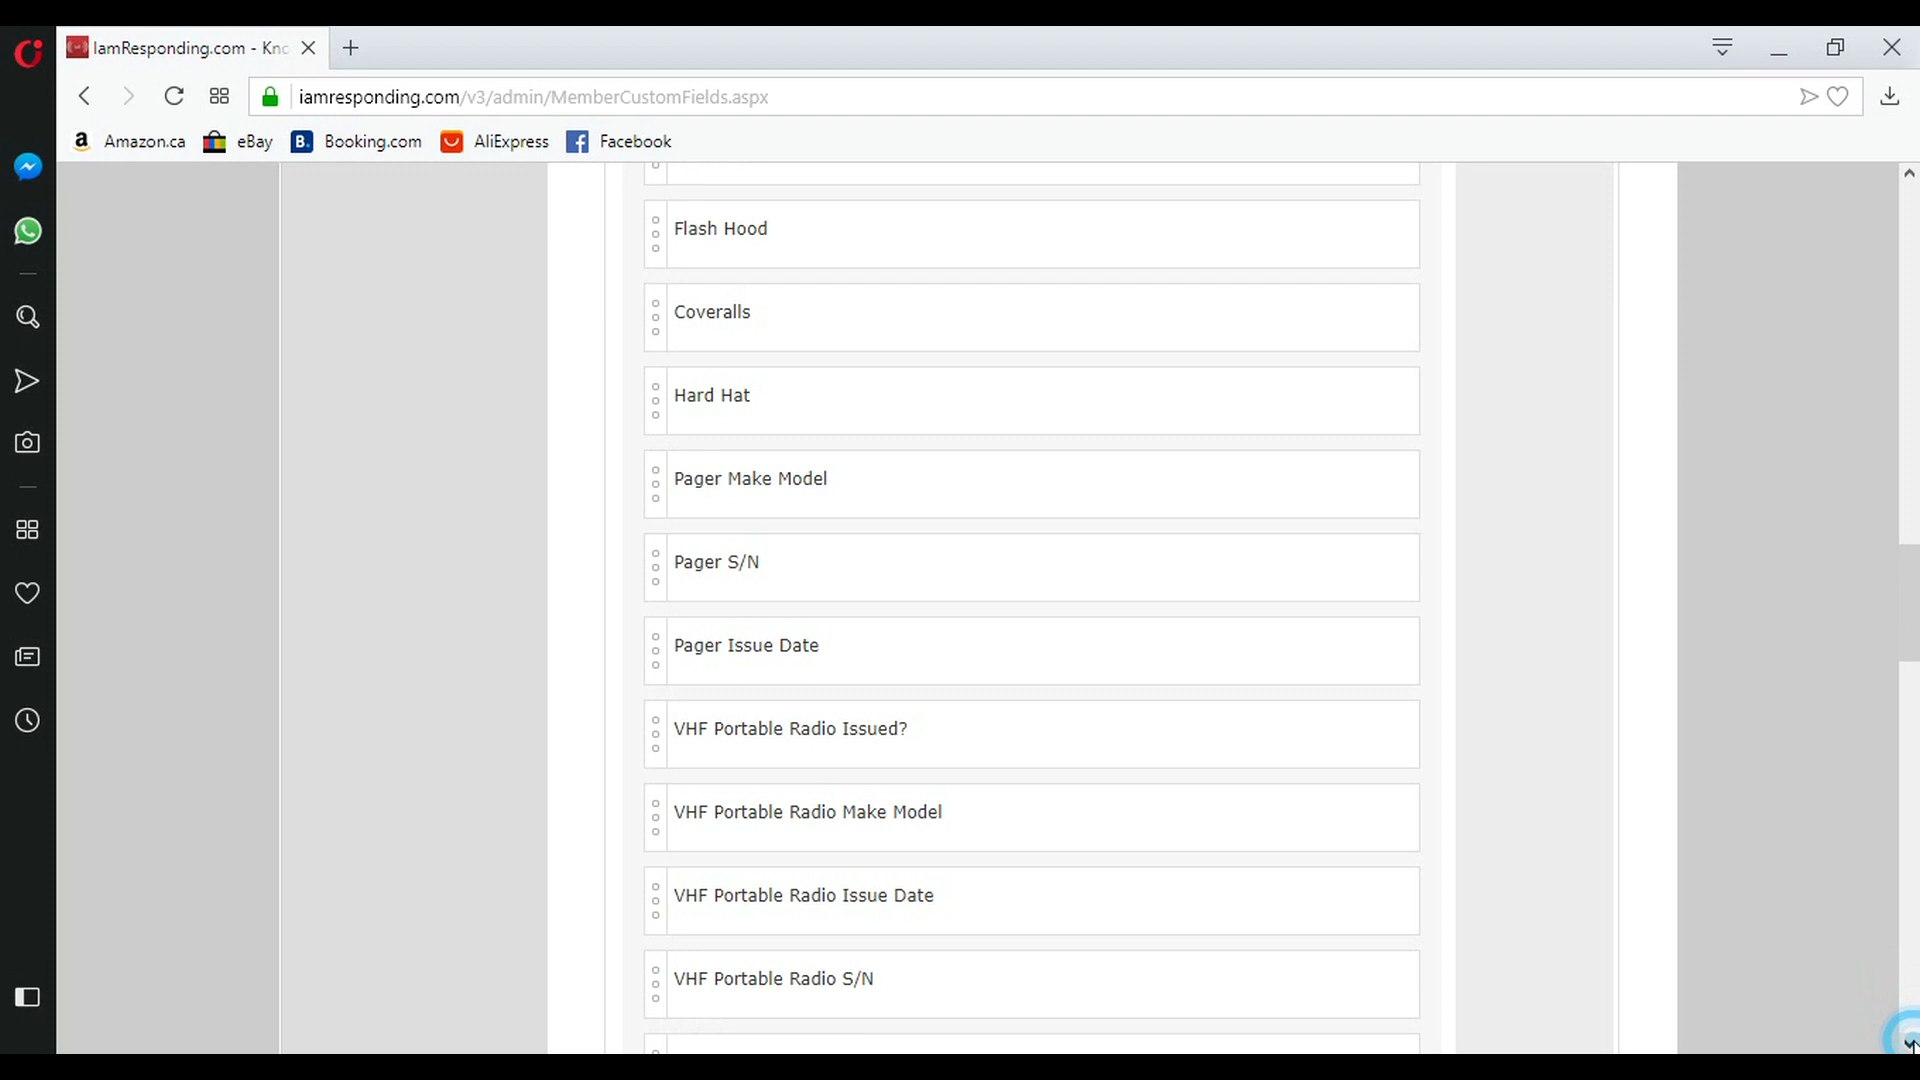 IamResponding.com - Kno
iamresponding.com/v3/admin/MemberCustomFields.aspx
a Amazon.ca eBay B. Booking.com AliExpress f Facebook
Flash Hood
Coveralls
Hard Hat
Pager Make Model
Pager S/N
Pager Issue Date
VHF Portable Radio Issued?
VHF Portable Radio Make Model
VHF Portable Radio Issue Date
VHF Portable Radio S/N